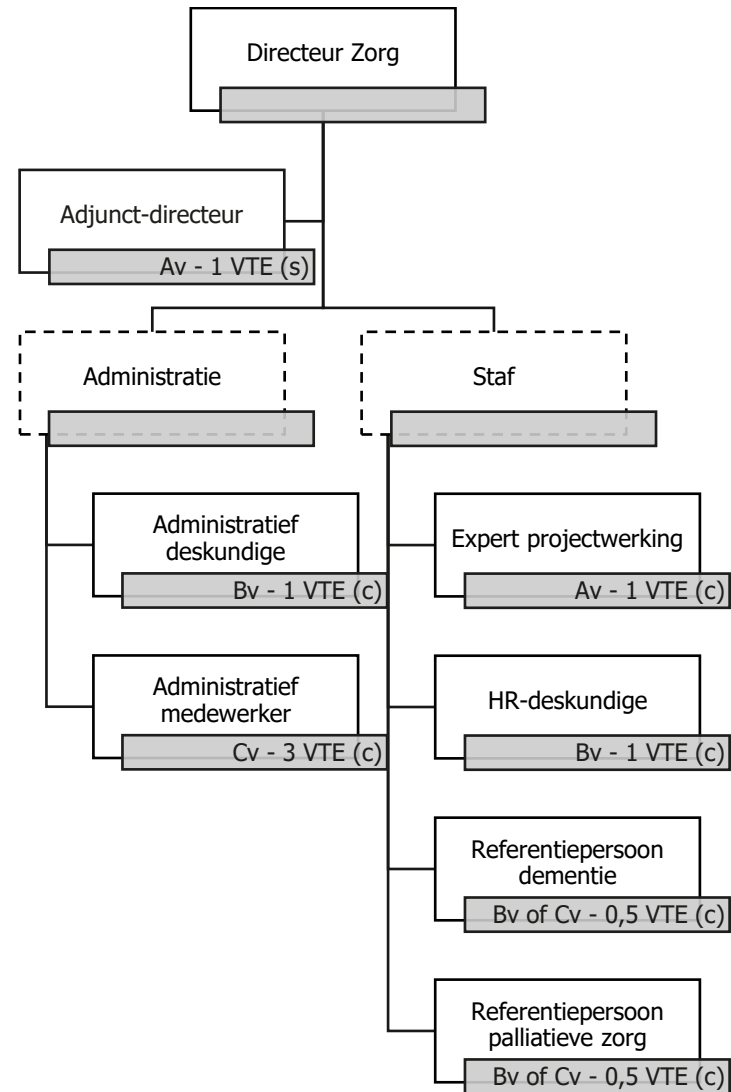 Directeur Zorg
Adjunct-directeur
Av - 1 VTE (s)
Administratie
Staf
Administratief
deskundige
Bv - 1 VTE (c)
Administratief
medewerker
Cv - 3 VTE (c)
Expert projectwerking
Av - 1 VTE (c)
HR-deskundige
Bv - 1 VTE (c)
Referentiepersoon
dementie
Bv of Cv - 0,5 VTE (c)
Referentiepersoon
palliatieve zorg
Bv of Cv - 0,5 VTE (c)